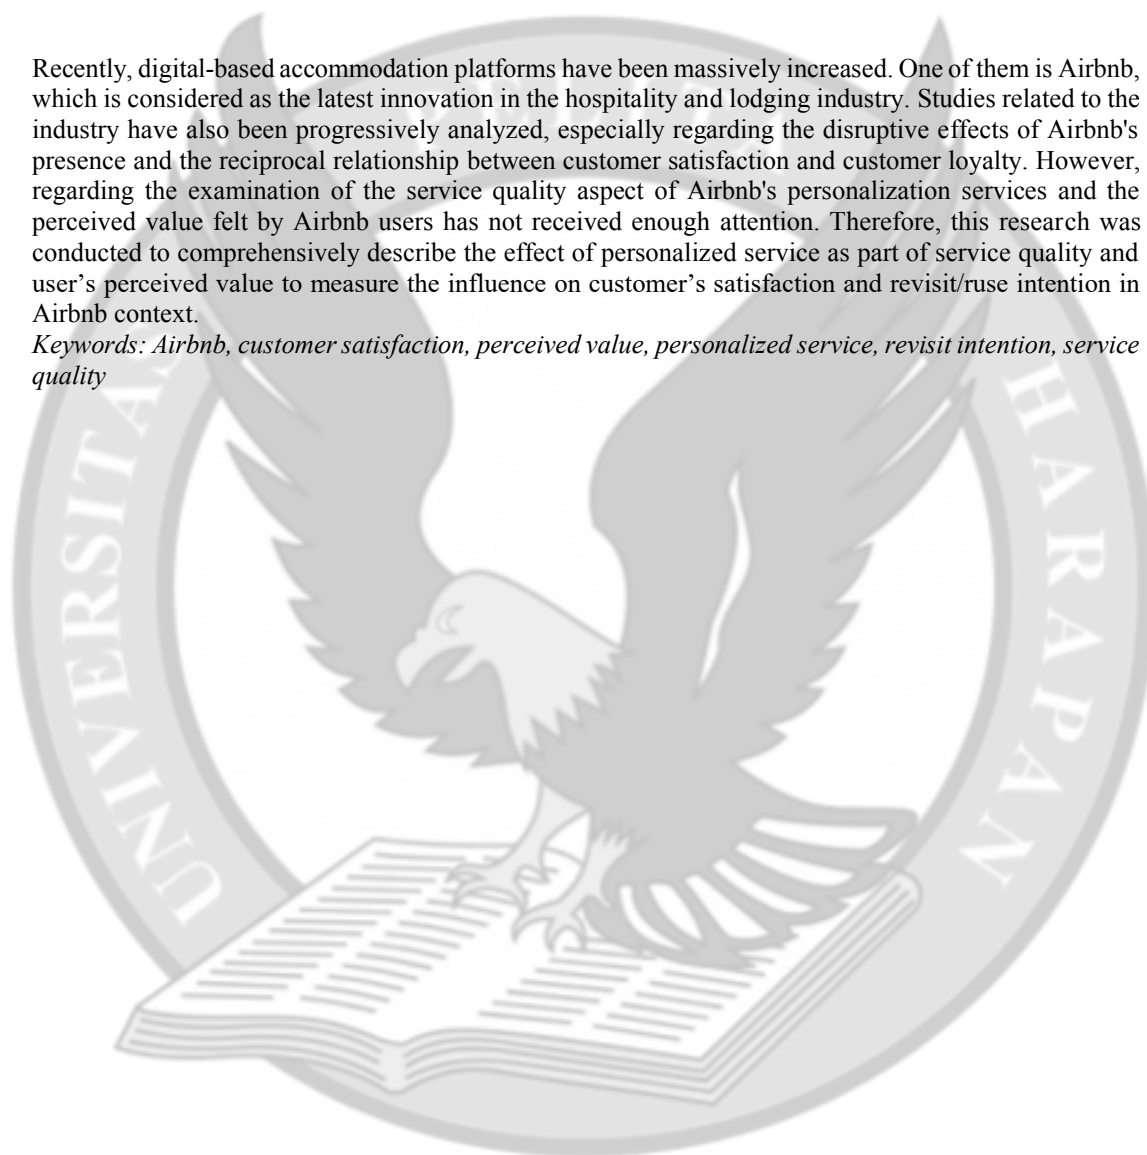 Recently, digital-based accommodation platforms have been massively increased. One of them is Airbnb,
which is considered as the latest innovation in the hospitality and lodging industry. Studies related to the
industry have also been progressively analyzed, especially regarding the disruptive effects of Airbnb's
presence and the reciprocal relationship between customer satisfaction and customer loyalty. However,
regarding the examination of the service quality aspect of Airbnb's personalization services and the
perceived value felt by Airbnb users has not received enough attention. Therefore, this research was
conducted to comprehensively describe the effect of personalized service as part of service quality and
user’s perceived value to measure the influence on customer’s satisfaction and revisit/ruse intention in
Airbnb context.
Keywords: Airbnb, customer satisfaction, perceived value, personalized service, revisit intention, service
quality
UNIVERSITAS
PELITA
HARAPAN